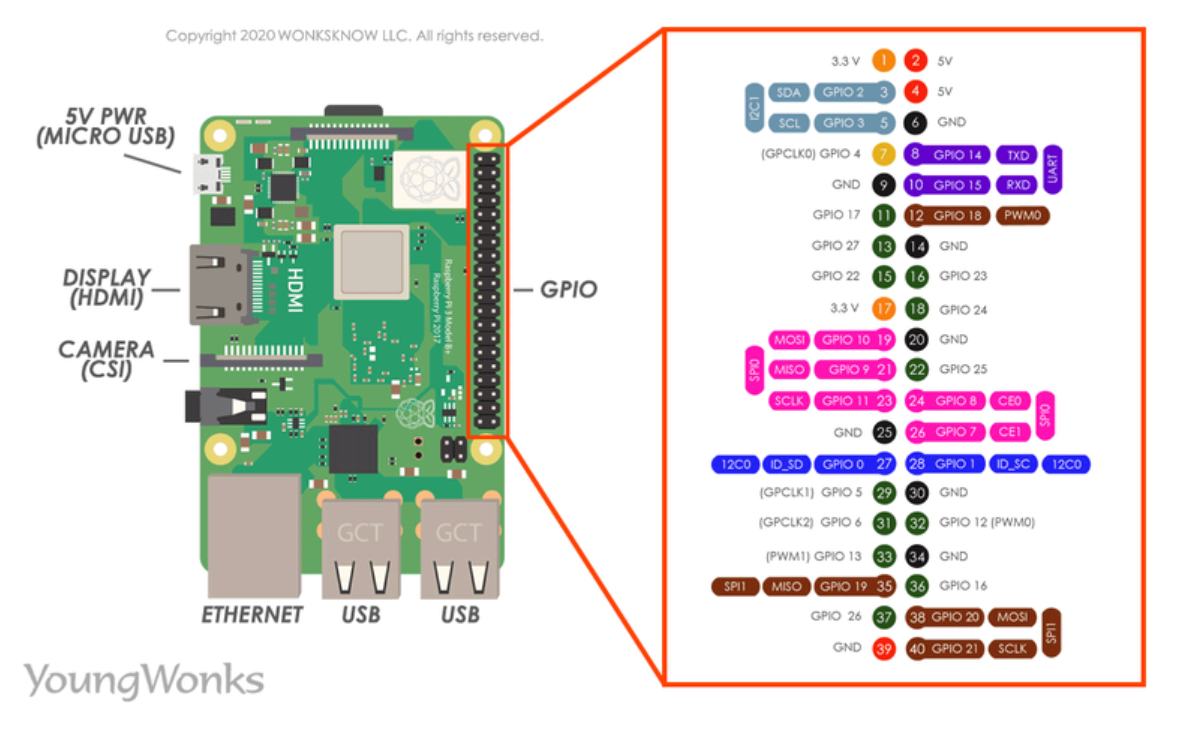 Copyright 2020 WONKSKNOW LLC. All rights reserved.
5V PWR
(MICRO USB)
DISPLAY
(HDMI)
CAMERA
(CSI)
HDMI
Raspberry Pi 3 Model B+
Raspberry Pi 2017
GPIO
GCT
GCT
ETHERNET
USB
USB
YoungWonks
3.3 V 1 2 5V
I2C1
SDA GPIO 2 3 4 5V
SCL GPIO 3 5 6 GND
(GPCLK0) GPIO 4 7 8 GPIO 14 TXD
UART
GND 9 10 GPIO 15 RXD
GPIO 17 11 12 GPIO 18 PWM0
GPIO 27 13 14 GND
GPIO 22 15 16 GPIO 23
3.3 V 17 18 GPIO 24
MOSI GPIO 10 19 20 GND
SPI0
MISO GPIO 9 21 22 GPIO 25
SCLK GPIO 11 23 24 GPIO 8 CE0
SPI0
GND 25 26 GPIO 7 CE1
12C0 ID_SD GPIO 0 27 28 GPIO 1 ID_SC 12C0
(GPCLK1) GPIO 5 29 30 GND
(GPCLK2) GPIO 6 31 32 GPIO 12 (PWM0)
(PWM1) GPIO 13 33 34 GND
SPI1 MISO GPIO 19 35 36 GPIO 16
GPIO 26 37 38 GPIO 20 MOSI
SPI1
GND 39 40 GPIO 21 SCLK